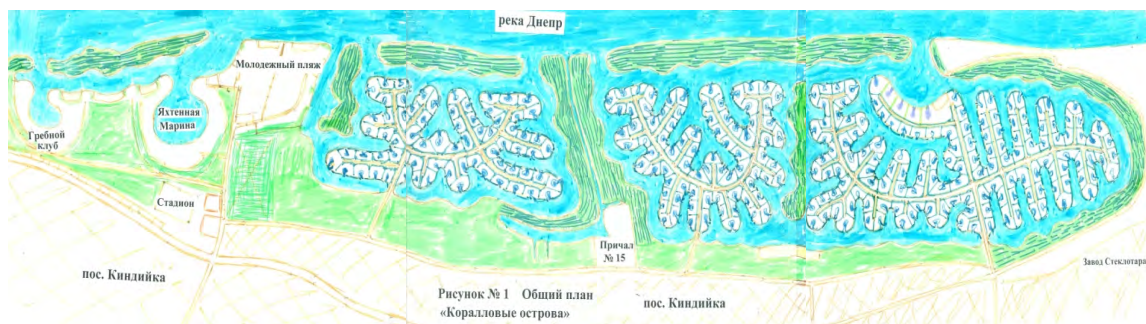 река Днепр
Молодежный пляж
Яхтенная
Марина
Гребной
клуб
Стадион
Причал
№ 15
Завод Стеклотара
пос. Киндийка
Рисунок № 1 Общий план
«Коралловые острова»
пос. Киндийка